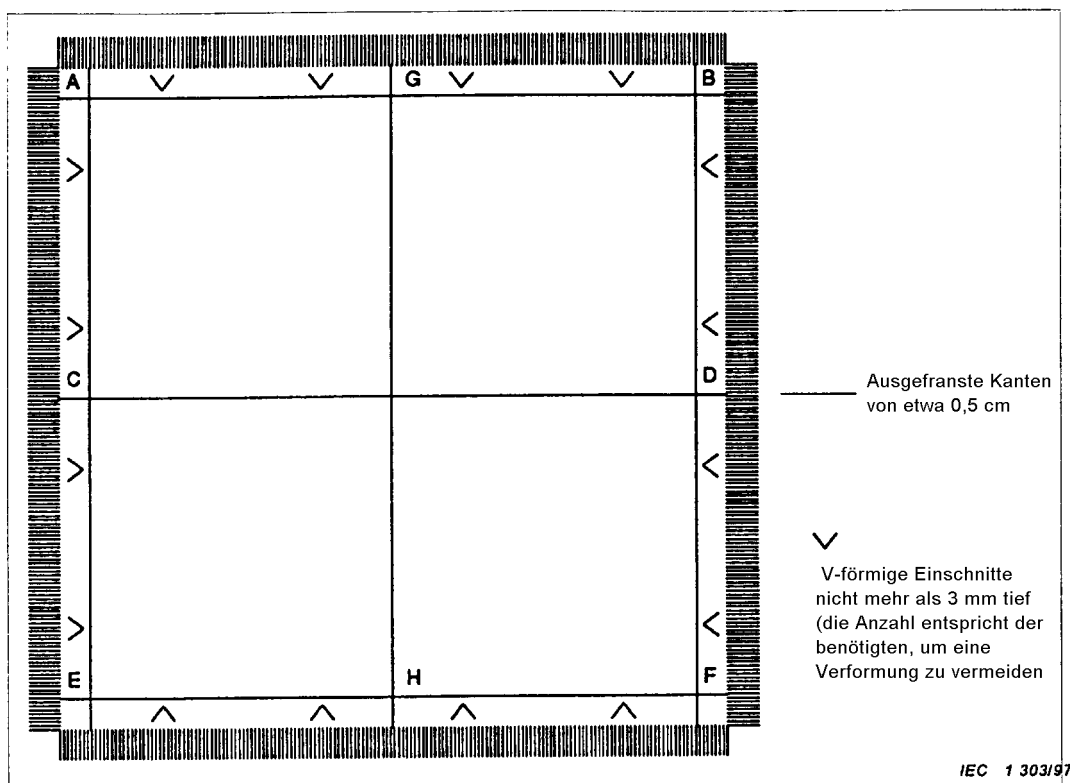 A G B
C D
Ausgefranste Kanten
von etwa 0,5 cm
V-förmige Einschnitte
nicht mehr als 3 mm tief
(die Anzahl entspricht der
benötigten, um eine
Verformung zu vermeiden
E H F
IEC 1 303/97